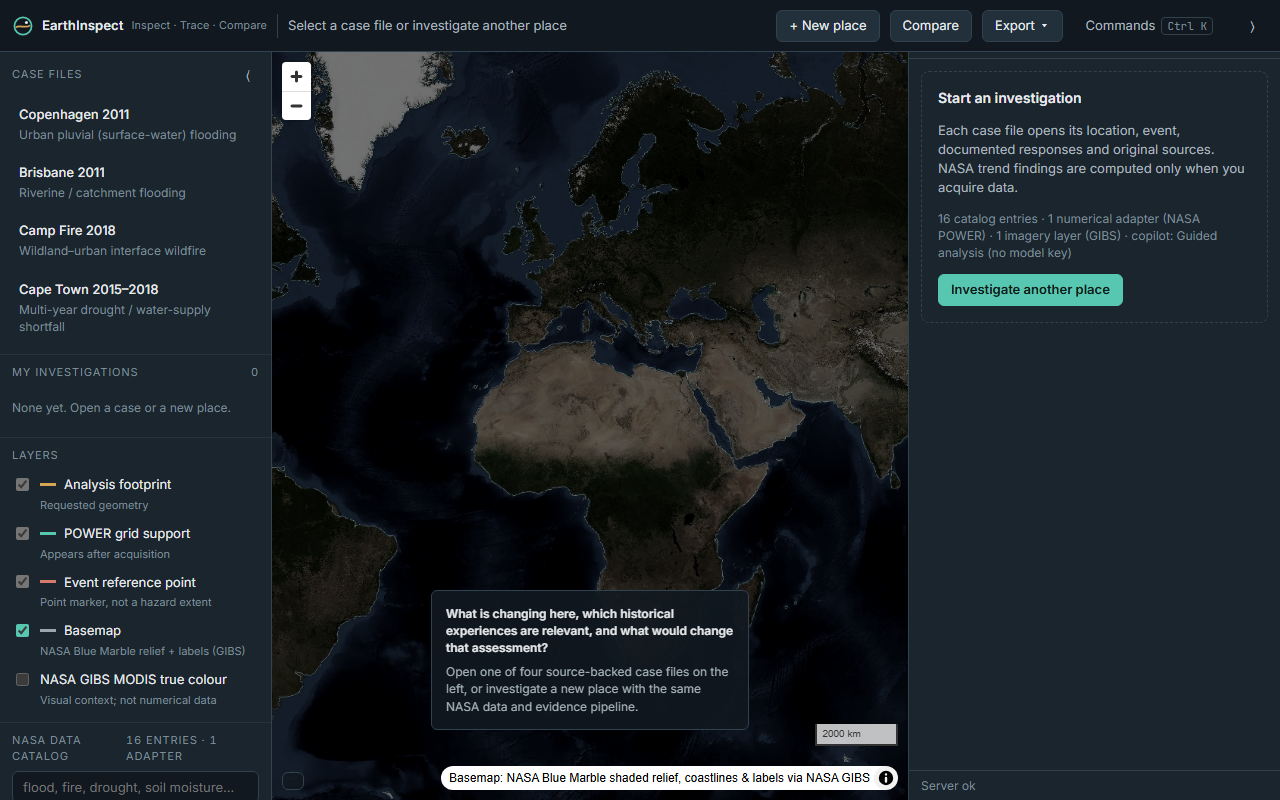 EarthInspect
Inspect · Trace · Compare
Select a case file or investigate another place
+ New place
Compare
Export
Commands
Ctrl K
CASE FILES
Copenhagen 2011
Urban pluvial (surface-water) flooding
Brisbane 2011
Riverine / catchment flooding
Camp Fire 2018
Wildland–urban interface wildfire
Cape Town 2015–2018
Multi-year drought / water-supply
shortfall
MY INVESTIGATIONS
0
None yet. Open a case or a new place.
LAYERS
Analysis footprint
Requested geometry
POWER grid support
Appears after acquisition
Event reference point
Point marker, not a hazard extent
Basemap
NASA Blue Marble relief + labels (GIBS)
NASA GIBS MODIS true colour
Visual context; not numerical data
NASA DATA
CATALOG
16 ENTRIES · 1
ADAPTER
flood, fire, drought, soil moisture...
What is changing here, which historical
experiences are relevant, and what would change
that assessment?
Open one of four source-backed case files on the
left, or investigate a new place with the same
NASA data and evidence pipeline.
2000 km
Basemap: NASA Blue Marble shaded relief, coastlines & labels via NASA GIBS
Start an investigation
Each case file opens its location, event,
documented responses and original sources.
NASA trend findings are computed only when you
acquire data.
16 catalog entries · 1 numerical adapter (NASA
POWER) · 1 imagery layer (GIBS) · copilot: Guided
analysis (no model key)
Investigate another place
Server ok